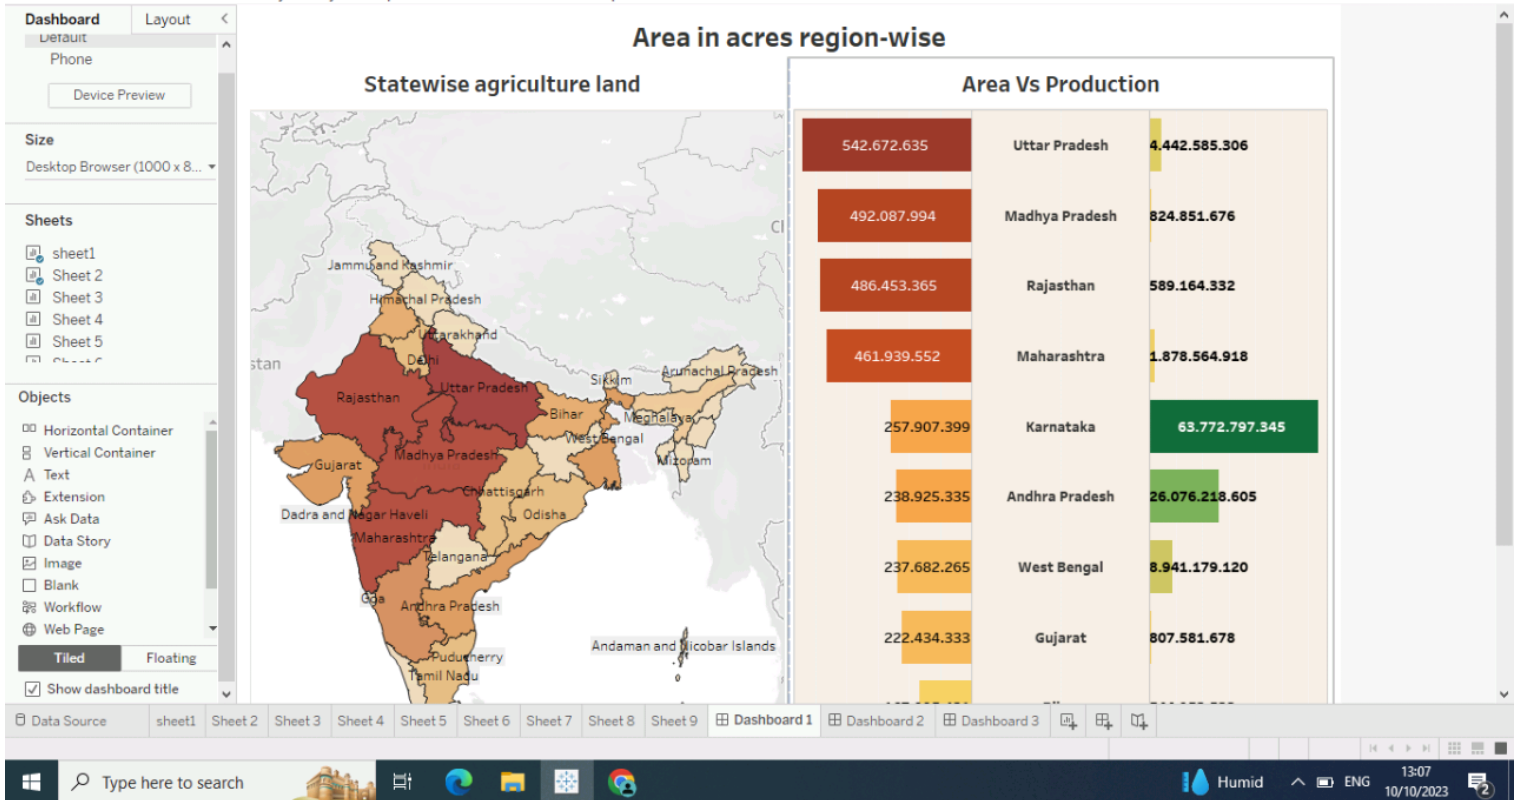 Dashboard
Layout
Default
Phone
Device Preview
Size
Desktop Browser (1000 x 8...
Sheets
sheet1
Sheet 2
Sheet 3
Sheet 4
Sheet 5
Objects
Horizontal Container
Vertical Container
Text
Extension
Ask Data
Data Story
Image
Blank
Workflow
Web Page
Tiled
Floating
Show dashboard title
Area in acres region-wise
Statewise agriculture land
stan
Jammu and Kashmir
Himachal Pradesh
Uttarakhand
Delhi
Rajasthan
Uttar Pradesh
Sikkim
Arunachal Pradesh
Bihar
Meghalaya
West Bengal
Gujarat
Madhya Pradesh
Mizoram
Chhattisgarh
Dadra and Nagar Haveli
Odisha
Maharashtra
Telangana
Goa
Andhra Pradesh
Andaman and Nicobar Islands
Puducherry
Tamil Nadu
Area Vs Production
542.672.635 Uttar Pradesh 4.442.585.306
492.087.994 Madhya Pradesh 824.851.676
486.453.365 Rajasthan 589.164.332
461.939.552 Maharashtra 1.878.564.918
257.907.399 Karnataka 63.772.797.345
238.925.335 Andhra Pradesh 26.076.218.605
237.682.265 West Bengal 8.941.179.120
222.434.333 Gujarat 807.581.678
Data Source sheet1 Sheet 2 Sheet 3 Sheet 4 Sheet 5 Sheet 6 Sheet 7 Sheet 8 Sheet 9 Dashboard 1 Dashboard 2 Dashboard 3
Type here to search
Humid
ENG
13:07
10/10/2023
2